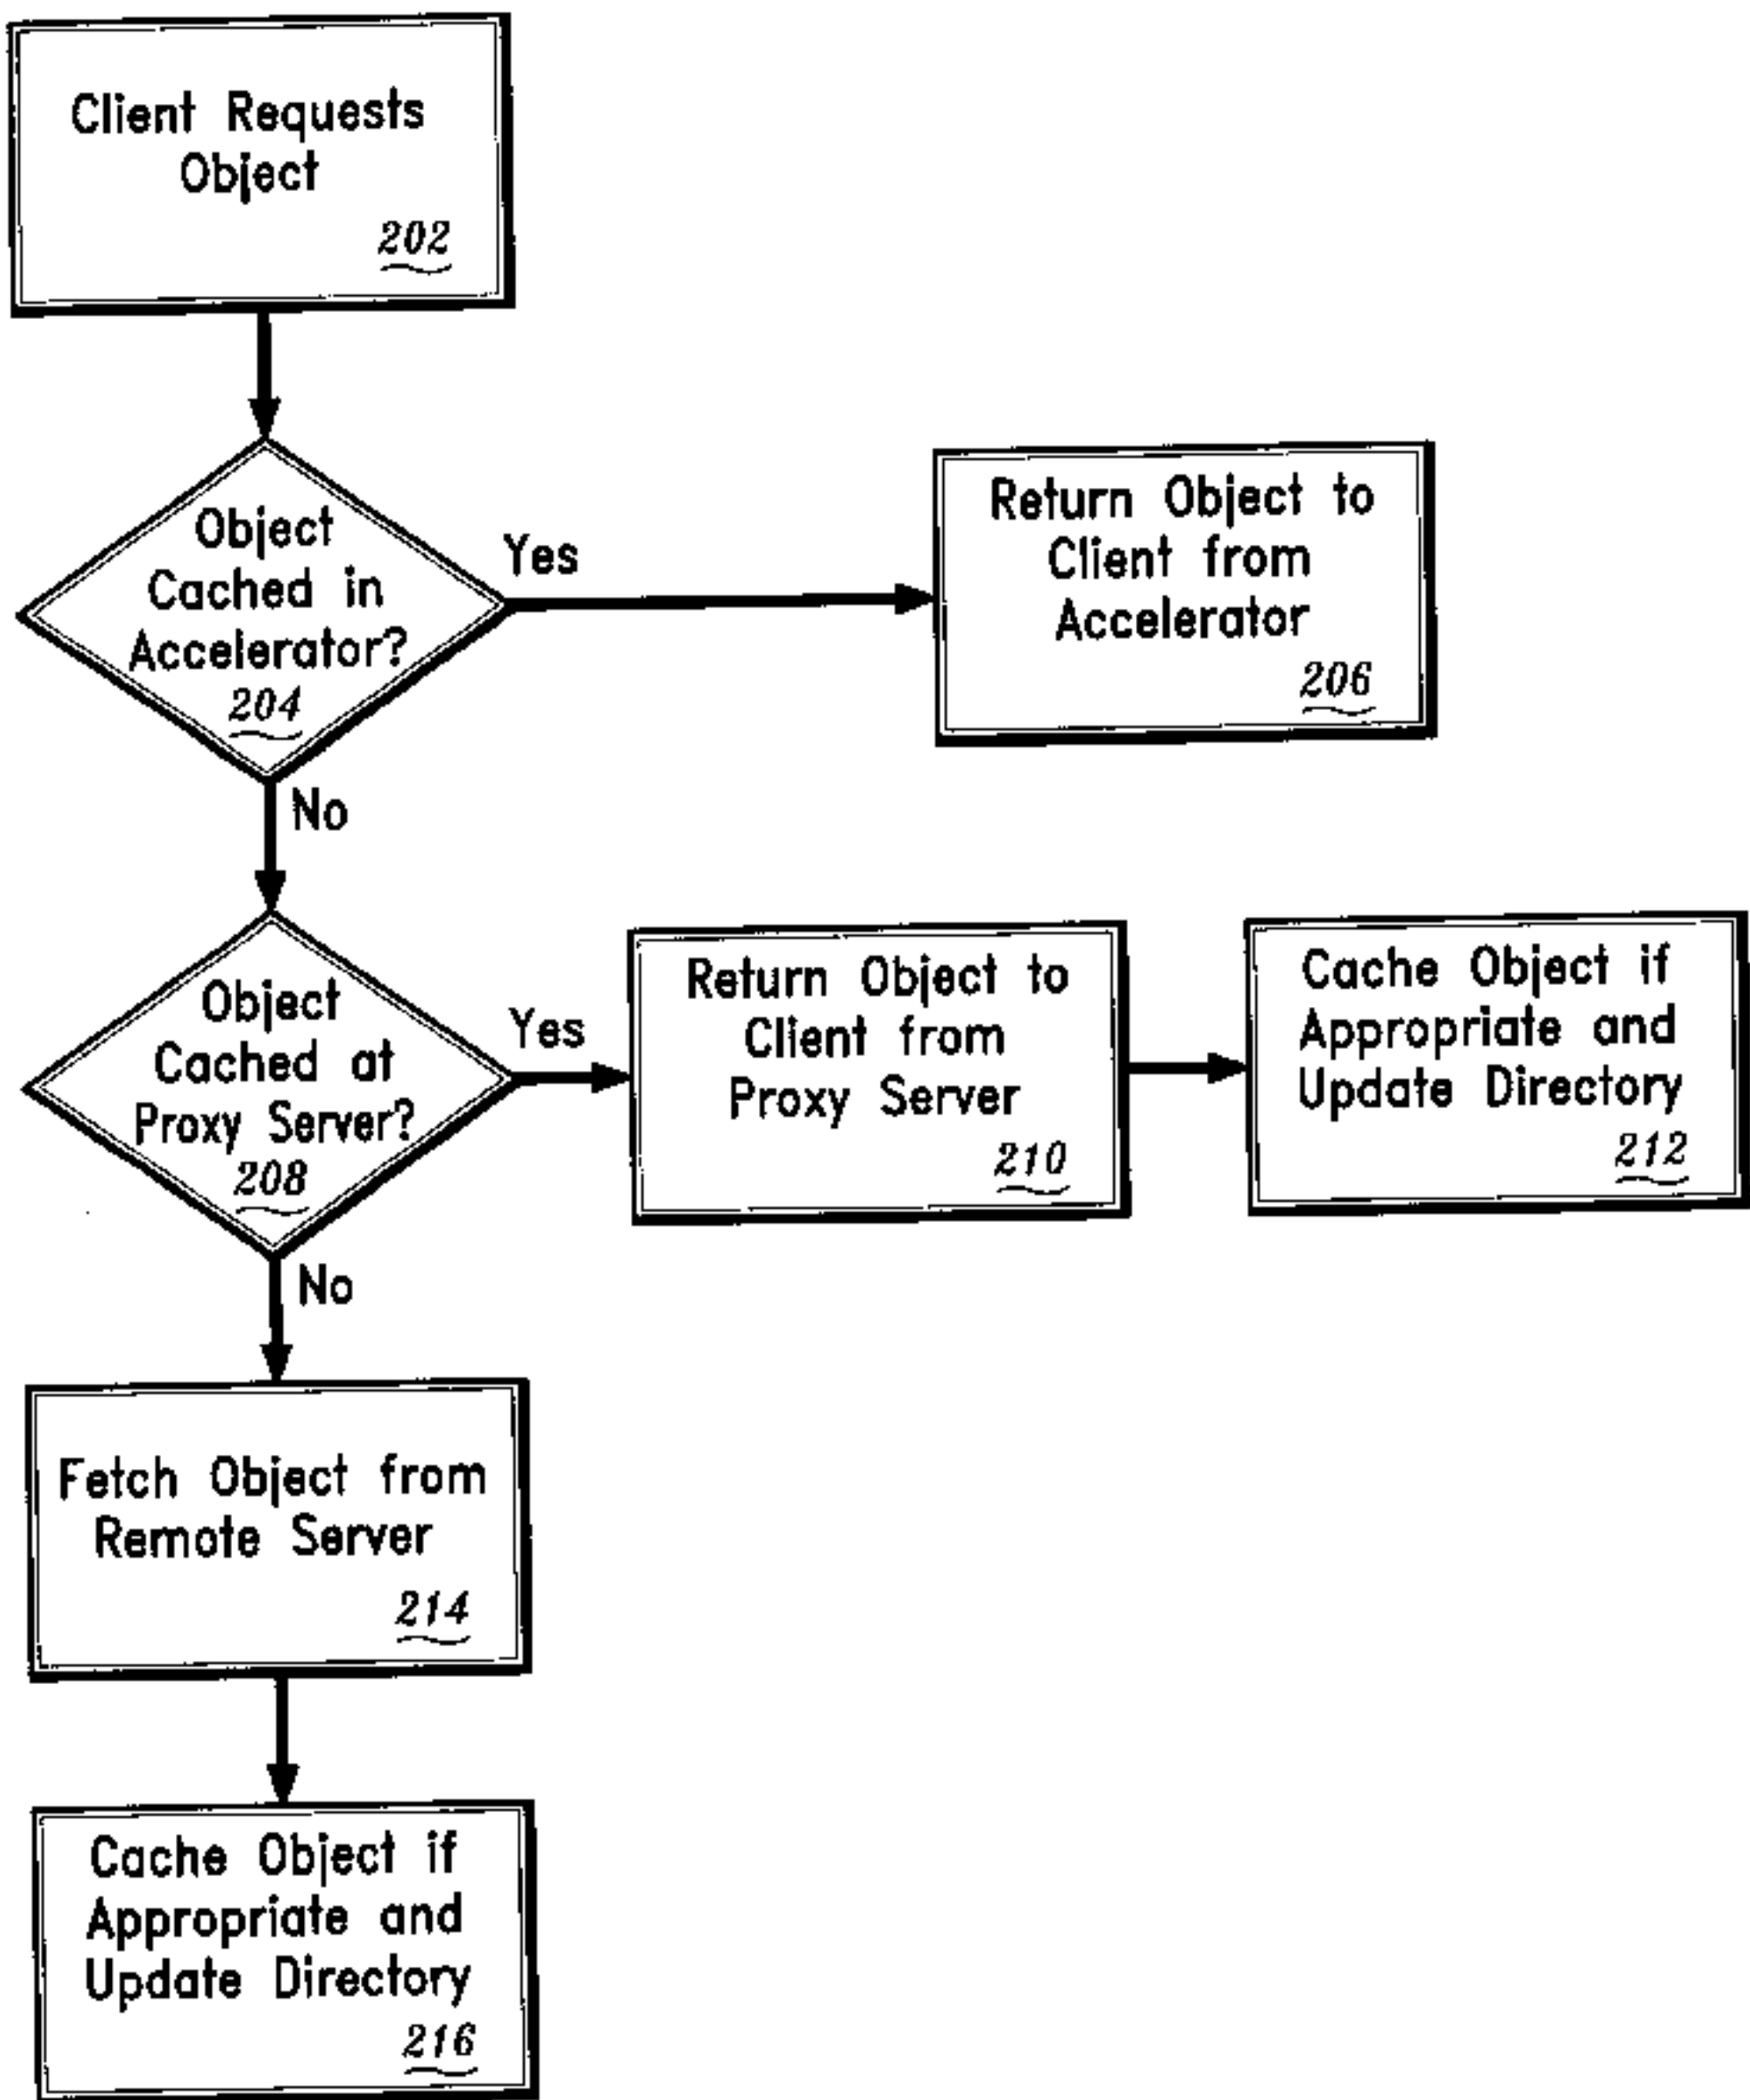 Client Requests
Object
202
Object
Cached in
Accelerator?
204
Yes
Return Object to
Client from
Accelerator
206
No
Object
Cached at
Proxy Server?
208
Yes
Return Object to
Client from
Proxy Server
210
Cache Object if
Appropriate and
Update Directory
212
No
Fetch Object from
Remote Server
214
Cache Object if
Appropriate and
Update Directory
216